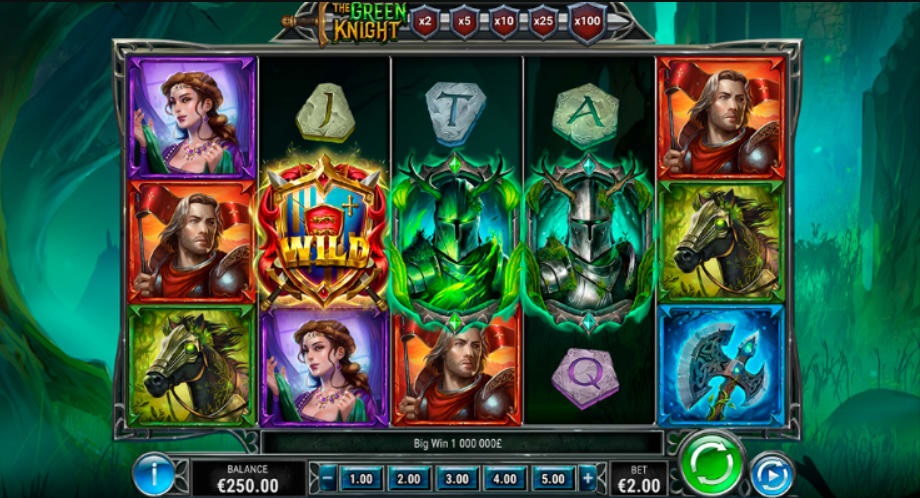 THE
GREEN
KNIGHT
x2 x5 x10 x25 x100
J T A
WILD
Q
Big Win 1 000 000£
i
BALANCE
€250.00
− 1.00 2.00 3.00 4.00 5.00 +
BET
€2.00